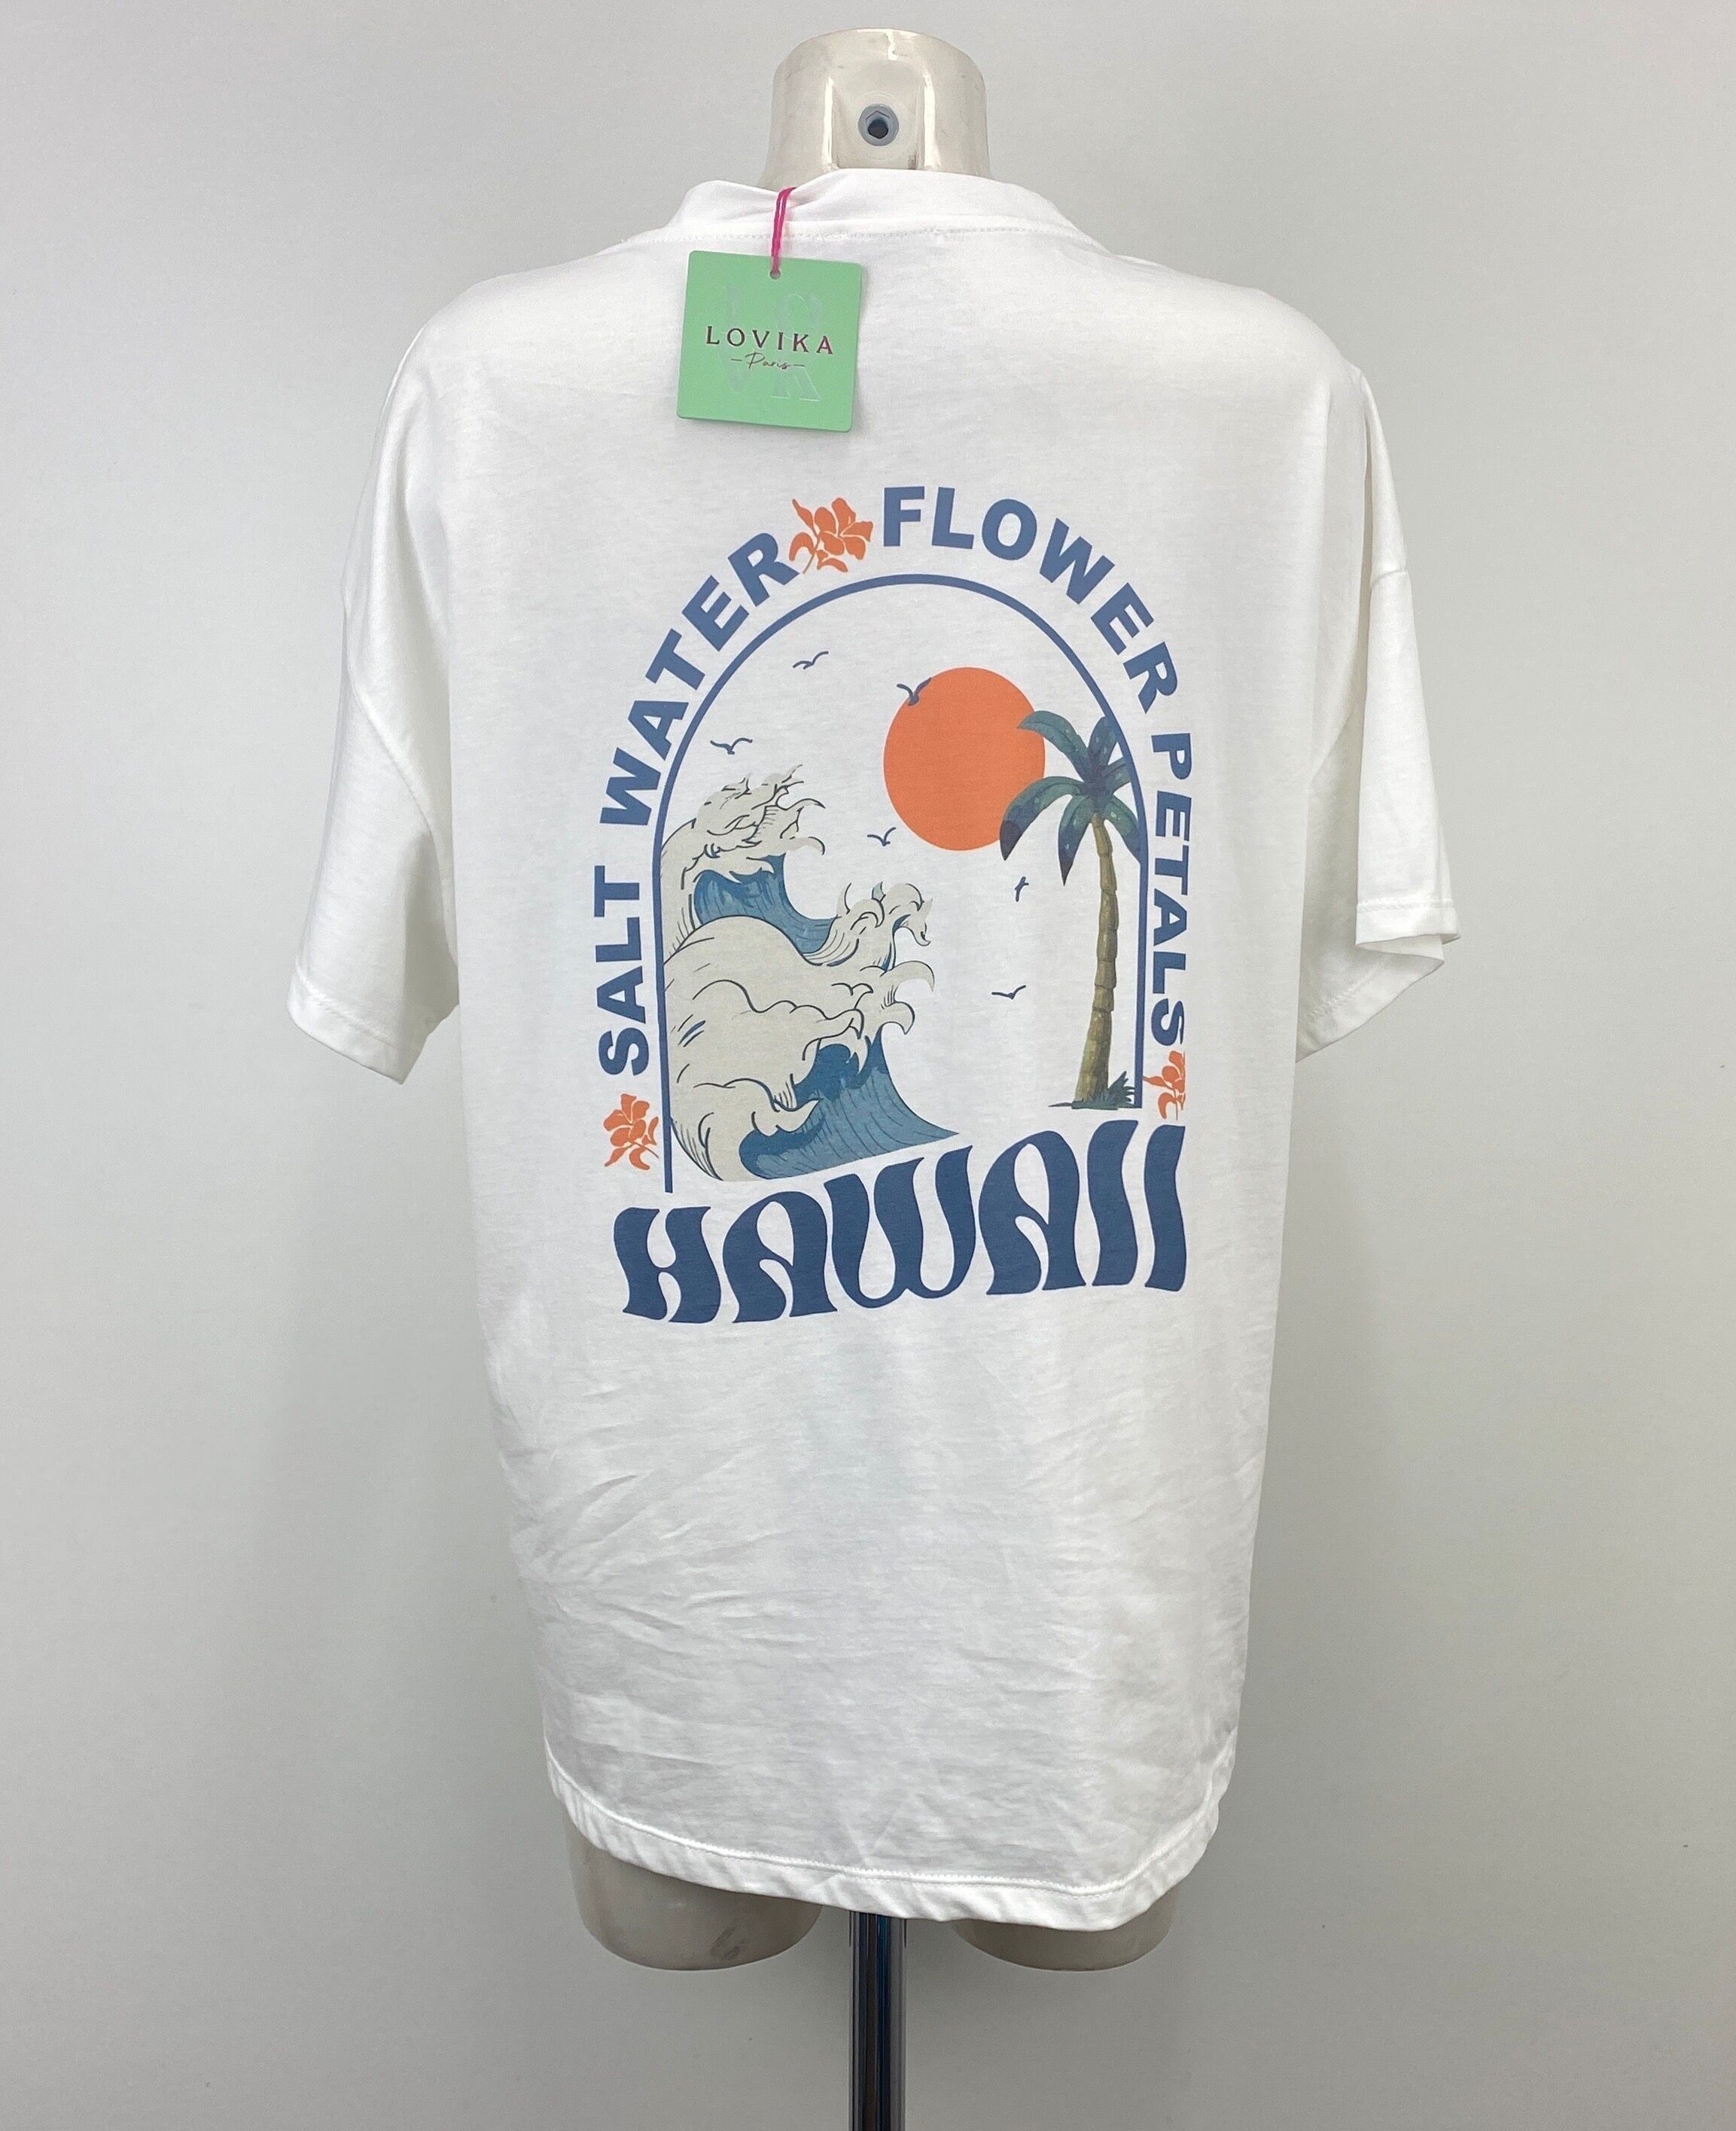 LOVIKA
Paris
SALT WATER FLOWER PETALS
HAWAII